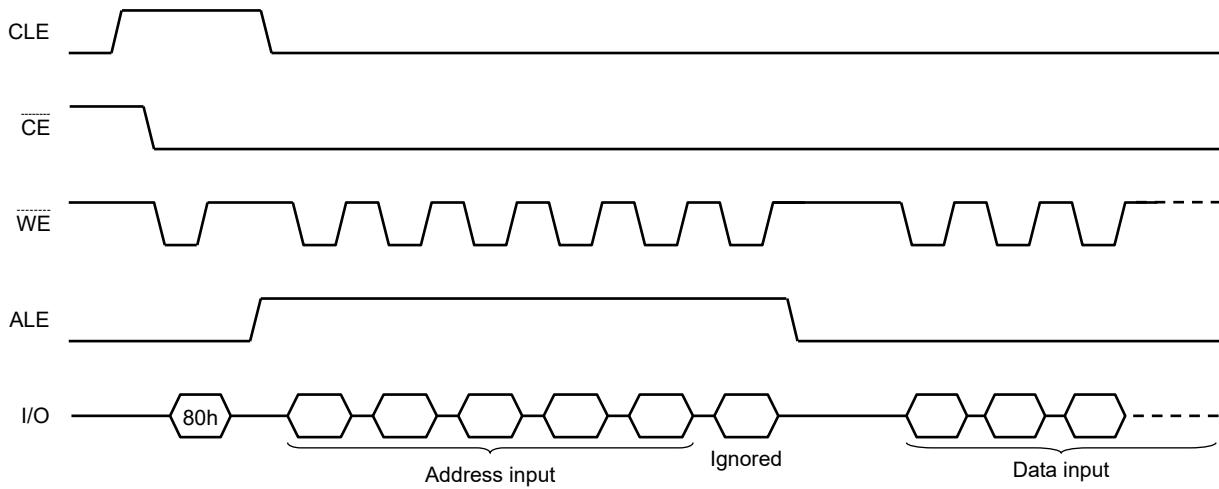 CLE
CE
WE
ALE
I/O
80h
Address input
Ignored
Data input